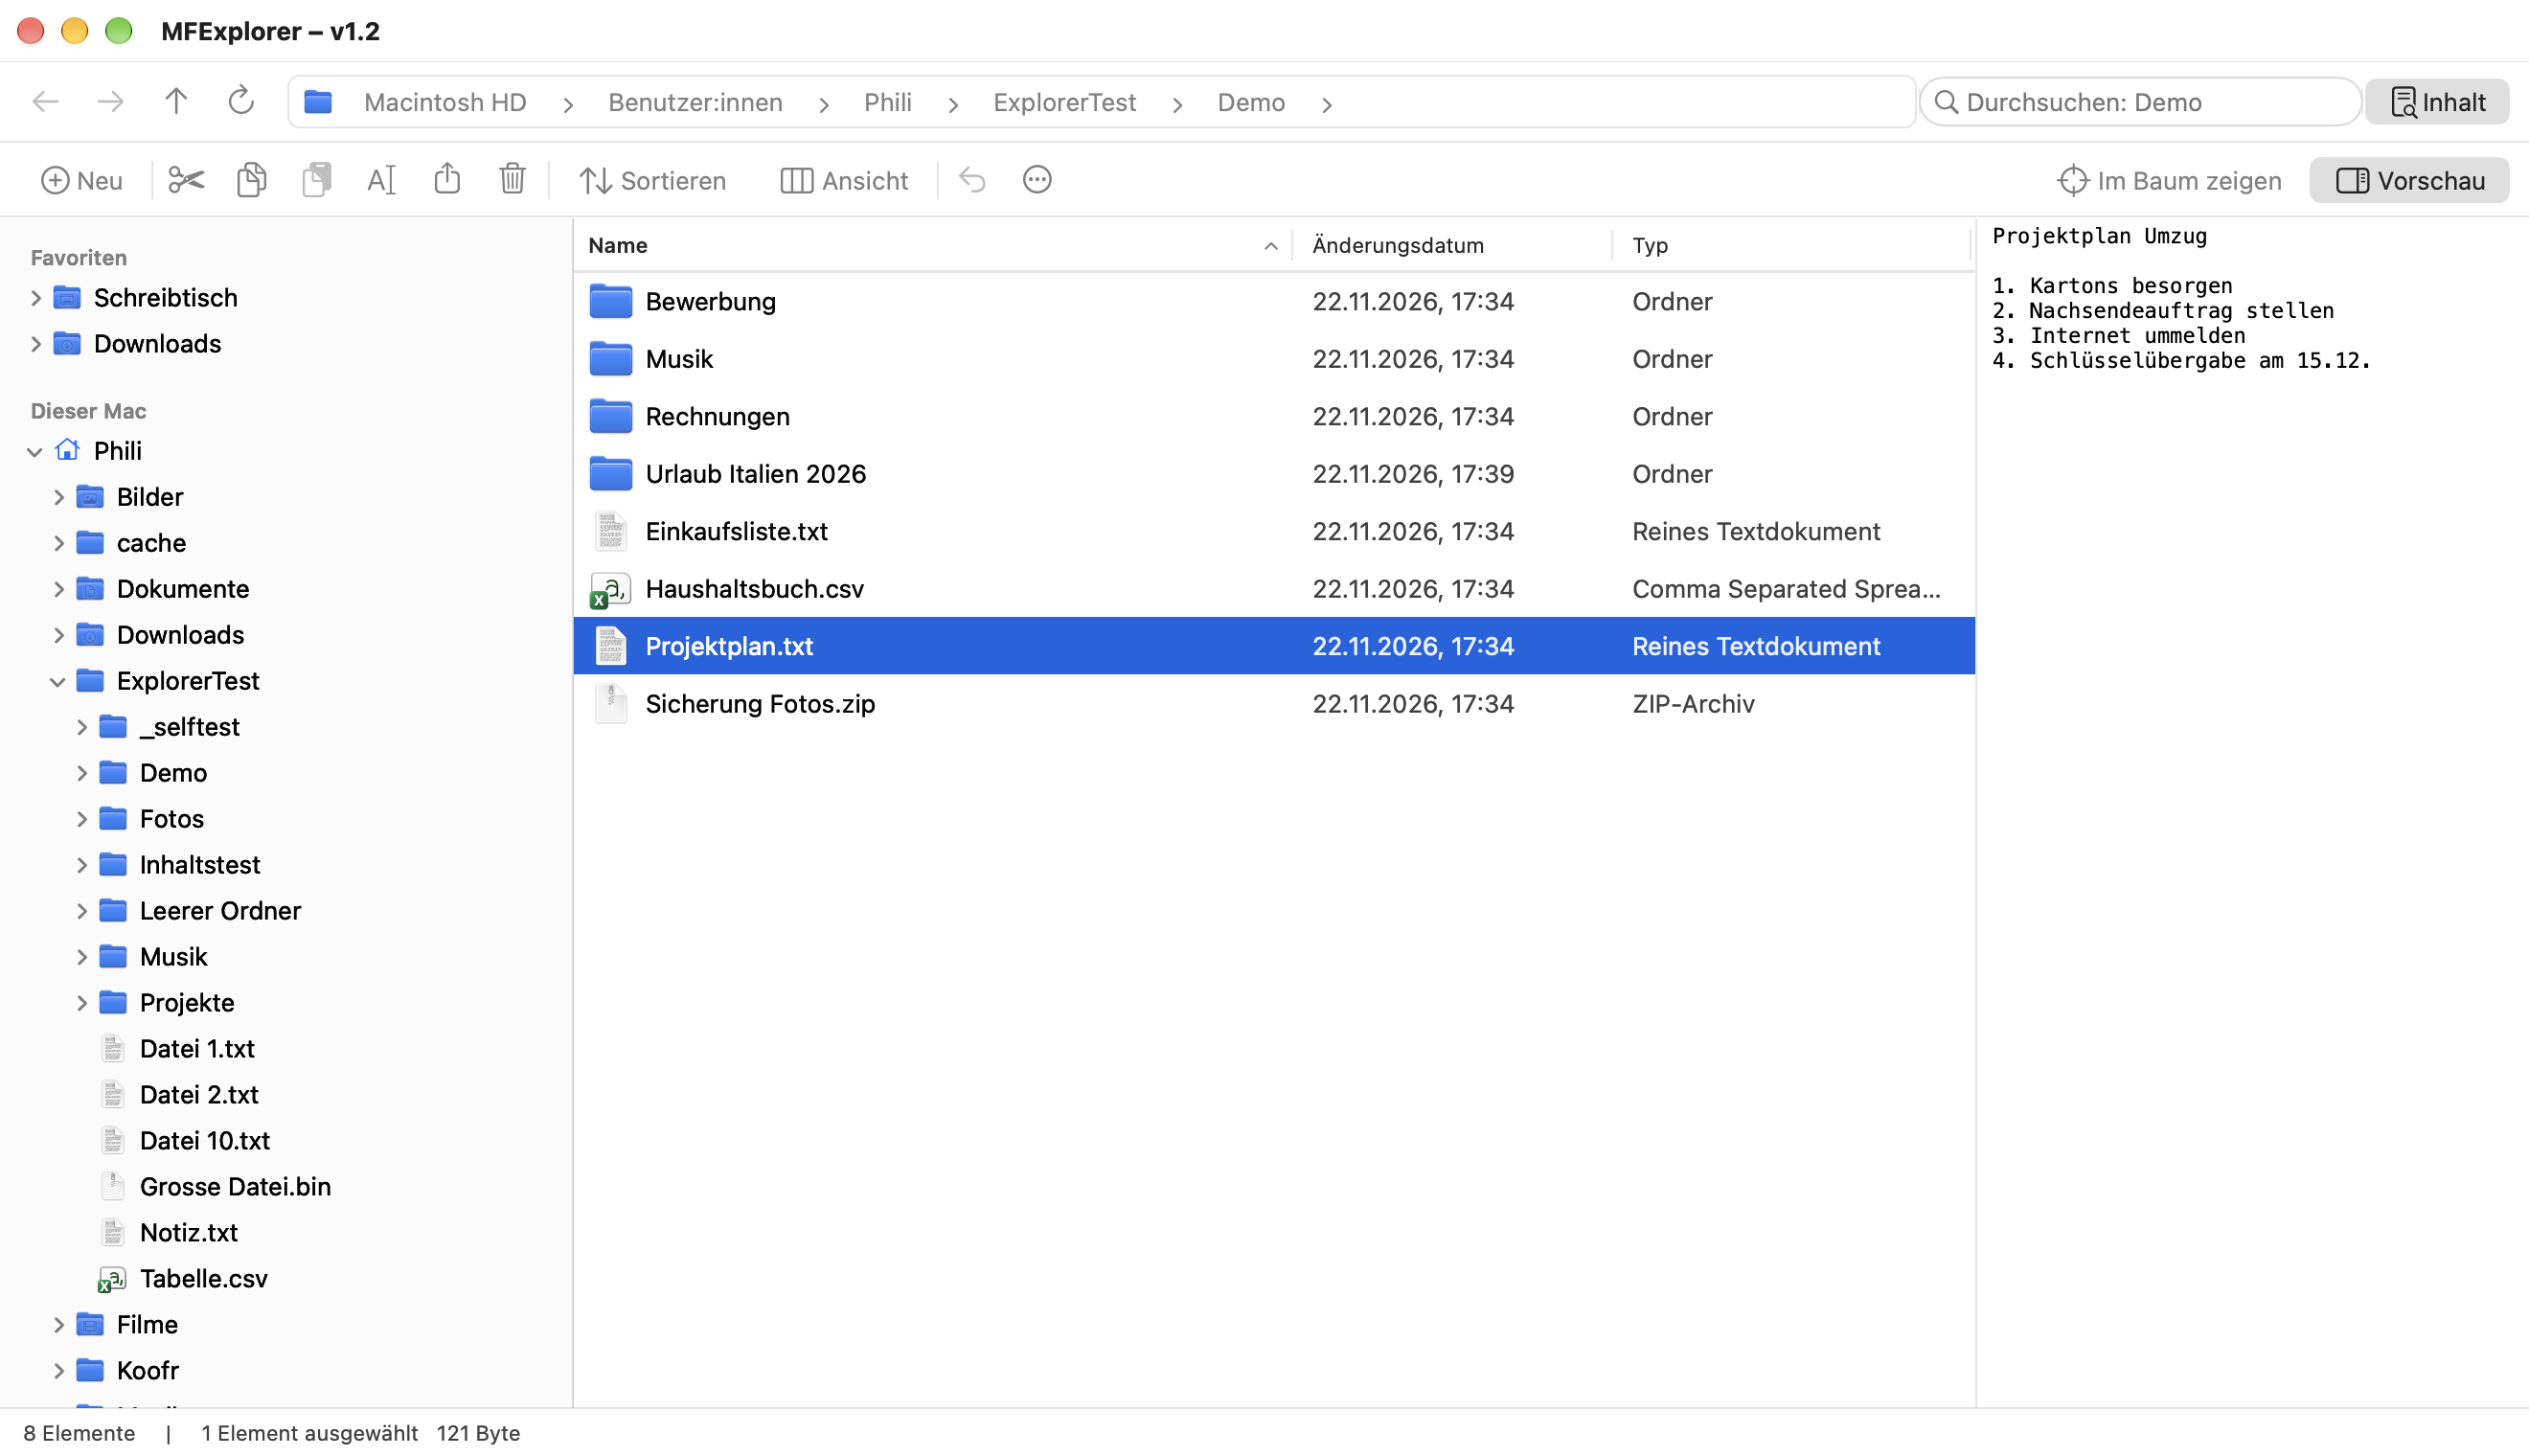 MFExplorer – v1.2
Macintosh HD > Benutzer:innen > Phili > ExplorerTest > Demo >
Durchsuchen: Demo
Inhalt
Neu
Sortieren
Ansicht
Im Baum zeigen
Vorschau
Favoriten
Schreibtisch
Downloads
Dieser Mac
Phili
Bilder
cache
Dokumente
Downloads
ExplorerTest
_selftest
Demo
Fotos
Inhaltstest
Leerer Ordner
Musik
Projekte
Datei 1.txt
Datei 2.txt
Datei 10.txt
Grosse Datei.bin
Notiz.txt
Tabelle.csv
Filme
Koofr
Name Änderungsdatum Typ
Bewerbung 22.11.2026, 17:34 Ordner
Musik 22.11.2026, 17:34 Ordner
Rechnungen 22.11.2026, 17:34 Ordner
Urlaub Italien 2026 22.11.2026, 17:39 Ordner
Einkaufsliste.txt 22.11.2026, 17:34 Reines Textdokument
Haushaltsbuch.csv 22.11.2026, 17:34 Comma Separated Sprea...
Projektplan.txt 22.11.2026, 17:34 Reines Textdokument
Sicherung Fotos.zip 22.11.2026, 17:34 ZIP-Archiv
Projektplan Umzug
1. Kartons besorgen
2. Nachsendeauftrag stellen
3. Internet ummelden
4. Schlüsselübergabe am 15.12.
8 Elemente | 1 Element ausgewählt 121 Byte